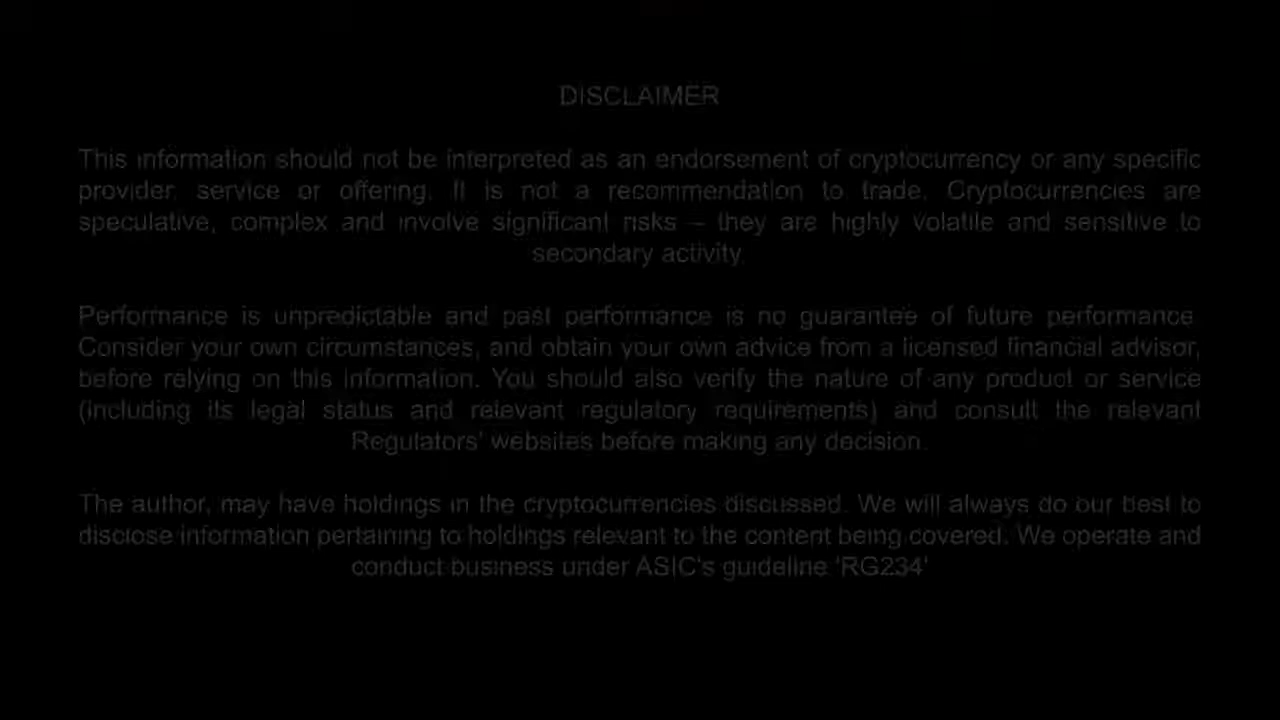 DISCLAIMER
This information should not be interpreted as an endorsement of cryptocurrency or any specific
provider, service or offering. It is not a recommendation to trade. Cryptocurrencies are
speculative, complex and involve significant risks – they are highly volatile and sensitive to
secondary activity.
Performance is unpredictable and past performance is no guarantee of future performance.
Consider your own circumstances, and obtain your own advice from a licensed financial advisor,
before relying on this information. You should also verify the nature of any product or service
(including its legal status and relevant regulatory requirements) and consult the relevant
Regulators' websites before making any decision.
The author, may have holdings in the cryptocurrencies discussed. We will always do our best to
disclose information pertaining to holdings relevant to the content being covered. We operate and
conduct business under ASIC's guideline 'RG234'